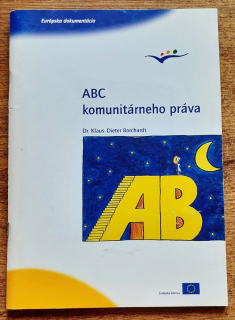 Európska dokumentácia
ABC
komunitárneho práva
Dr. Klaus-Dieter Borchardt
AB
Európska komisia